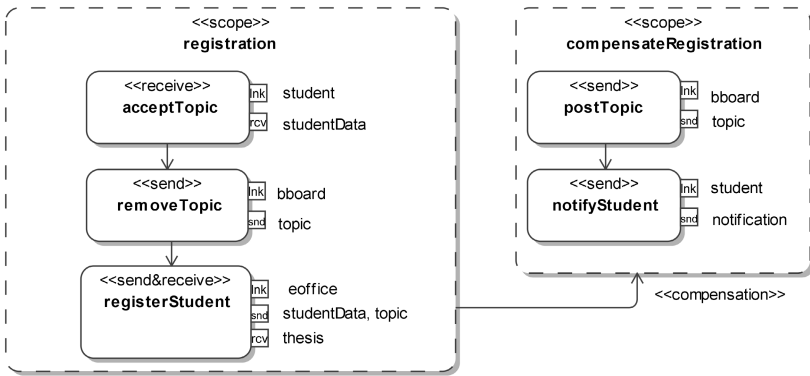 <<scope>>
registration
<<receive>>
acceptTopic
lnk
student
rcv
studentData
<<send>>
removeTopic
lnk
bboard
snd
topic
<<send&receive>>
registerStudent
lnk
eoffice
snd
studentData, topic
rcv
thesis
<<scope>>
compensateRegistration
<<send>>
postTopic
lnk
bboard
snd
topic
<<send>>
notifyStudent
lnk
student
snd
notification
<<compensation>>